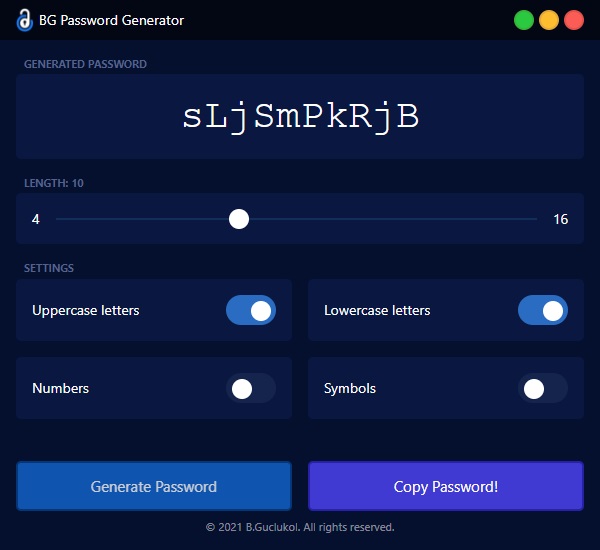 BG Password Generator
GENERATED PASSWORD
sLjSmPkRjB
LENGTH: 10
4 16
SETTINGS
Uppercase letters Lowercase letters
Numbers Symbols
Generate Password Copy Password!
© 2021 B.Guclukol. All rights reserved.